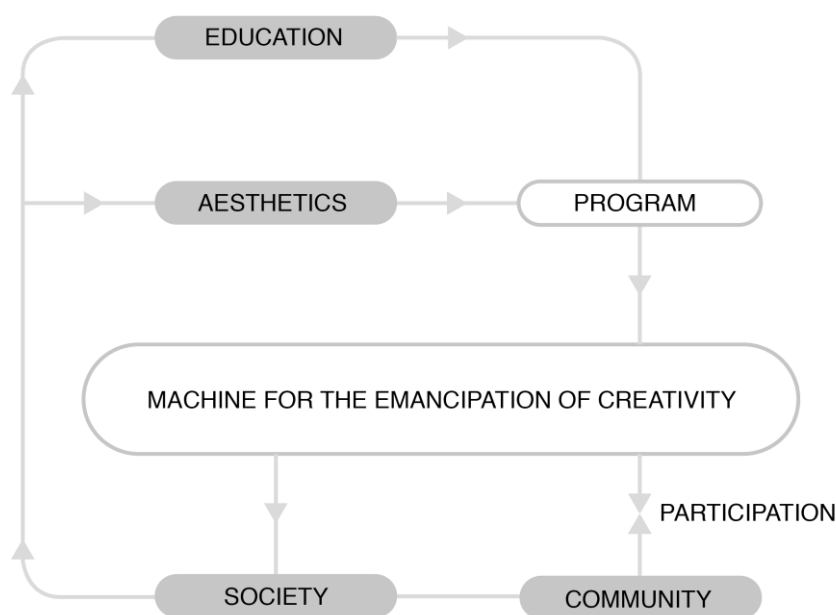 EDUCATION
AESTHETICS
PROGRAM
MACHINE FOR THE EMANCIPATION OF CREATIVITY
PARTICIPATION
SOCIETY
COMMUNITY